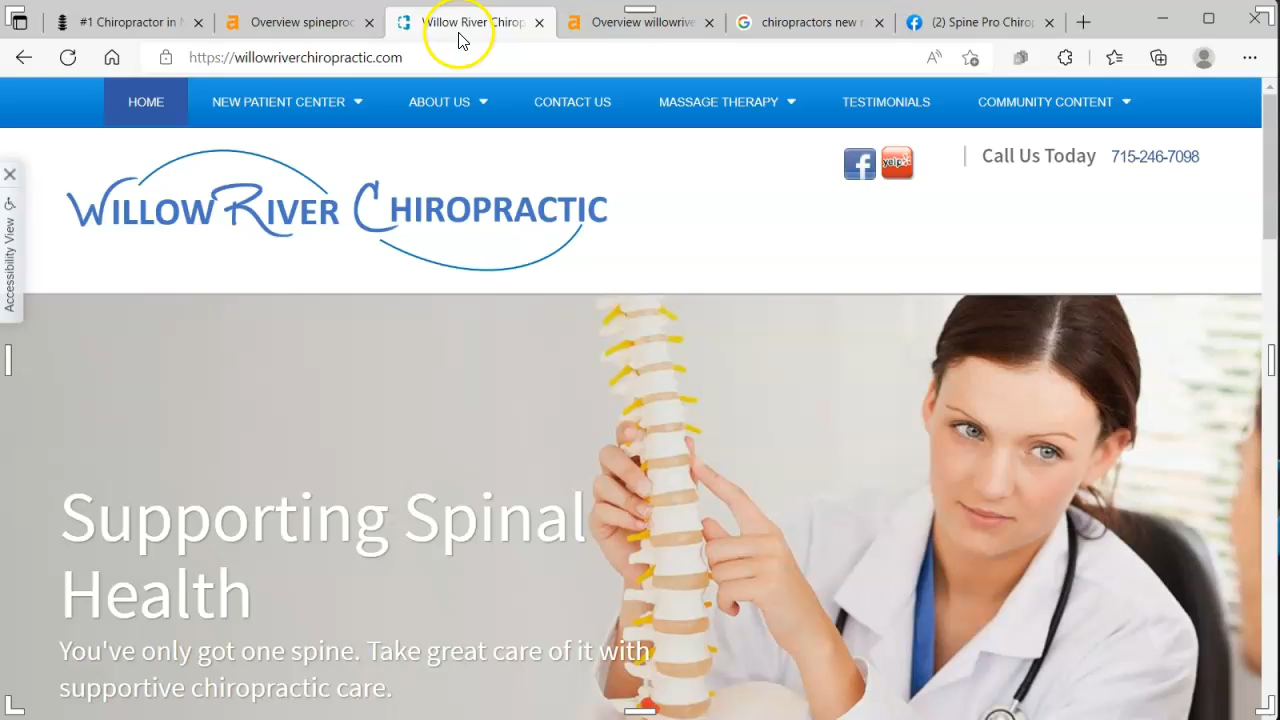 #1 Chiropractor in
Overview spineproc
Willow River Chirop
Overview willowrive
chiropractors new r
(2) Spine Pro Chiro
https://willowriverchiropractic.com
HOME
NEW PATIENT CENTER
ABOUT US
CONTACT US
MASSAGE THERAPY
TESTIMONIALS
COMMUNITY CONTENT
Accessibility View
WILLOW RIVER CHIROPRACTIC
yelp
Call Us Today 715-246-7098
Supporting Spinal
Health
You've only got one spine. Take great care of it with
supportive chiropractic care.